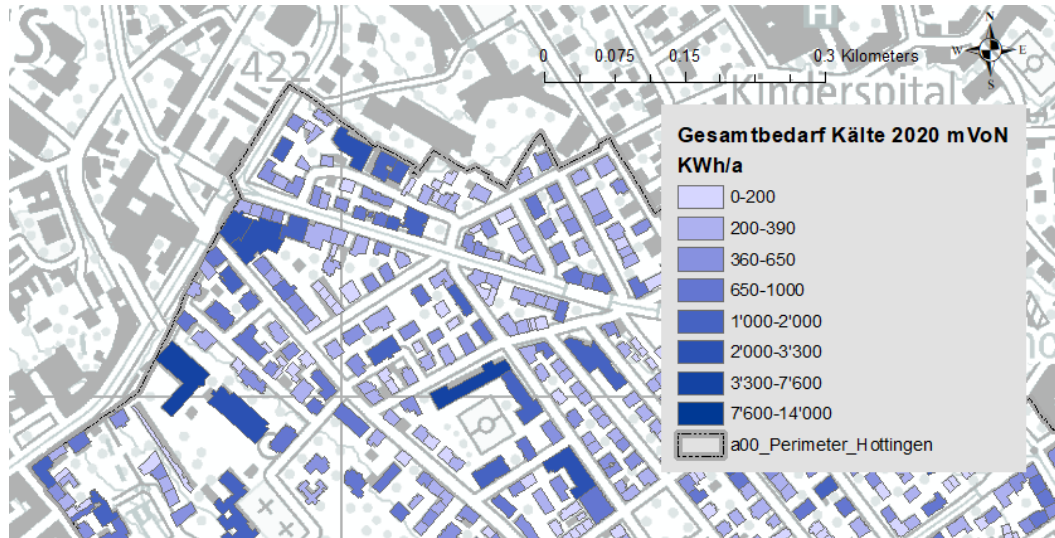 H
N
W E
S
0 0.075 0.15 0.3 Kilometers
S
422
Kinderspital
Gesamtbedarf Kälte 2020 mVoN
KWh/a
0-200
200-390
360-650
650-1000
1'000-2'000
2'000-3'300
3'300-7'600
7'600-14'000
a00_Perimeter_Hottingen
H